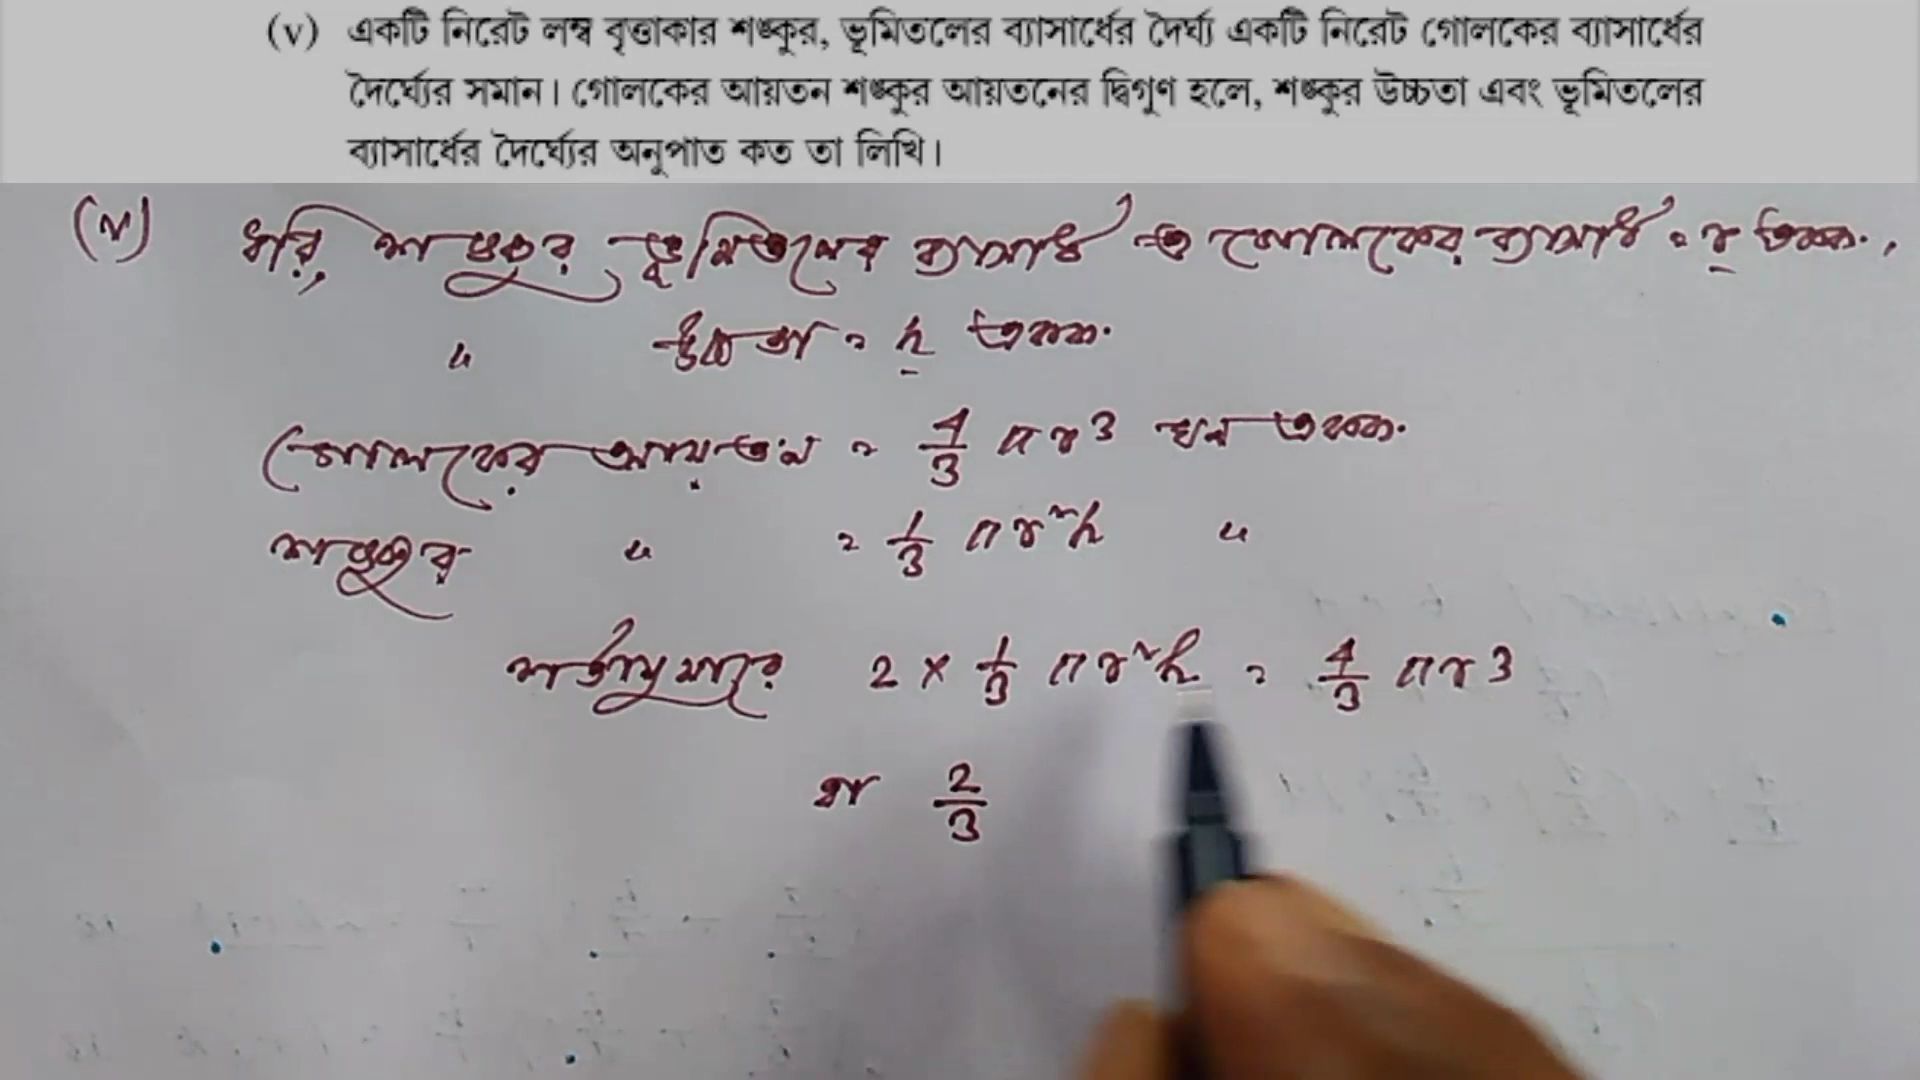 (v) একটি নিরেট লম্ব বৃত্তাকার শঙ্কুর, ভূমিতলের ব্যাসার্ধের দৈর্ঘ্য একটি নিরেট গোলকের ব্যাসার্ধের
দৈর্ঘ্যের সমান। গোলকের আয়তন শঙ্কুর আয়তনের দ্বিগুণ হলে, শঙ্কুর উচ্চতা এবং ভূমিতলের
ব্যাসার্ধের দৈর্ঘ্যের অনুপাত কত তা লিখি।
(v) ধরি, শঙ্কুর ভূমিতলের ব্যাসার্ধ ও গোলকের ব্যাসার্ধ = r একক.,
" উচ্চতা = h একক.
গোলকের আয়তন = 4/3 πr³ ঘন একক.
শঙ্কুর " = 1/3 πr²h "
শর্তানুসারে 2 × 1/3 πr²h = 4/3 πr³
বা 2/3